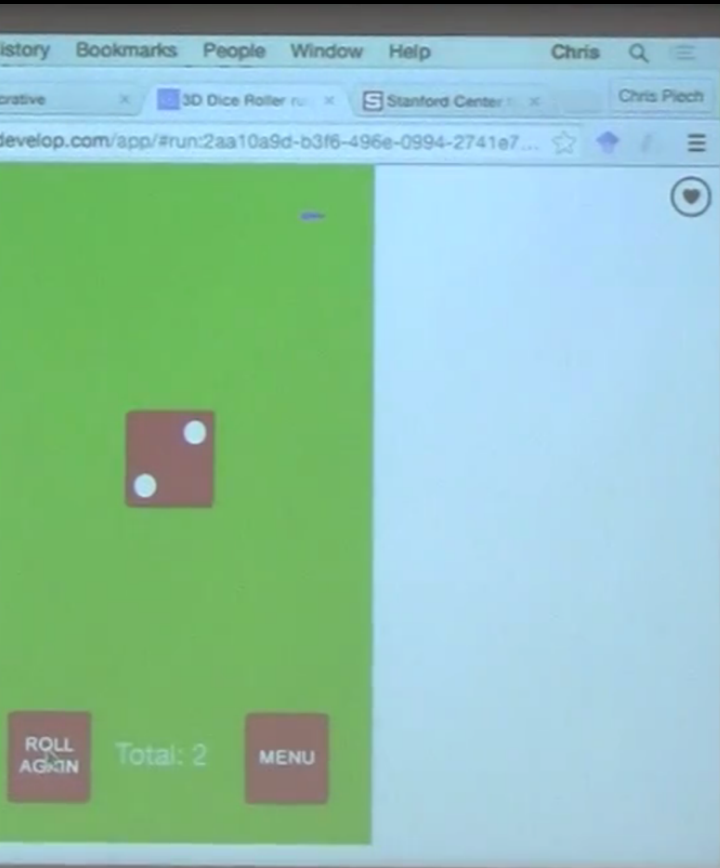 istory Bookmarks People Window Help Chris
orative 3D Dice Roller Stanford Center Chris Piech
develop.com/app/#run:2aa10a9d-b3f6-496e-0994-2741e7...
ROLL
AGAIN
Total: 2
MENU